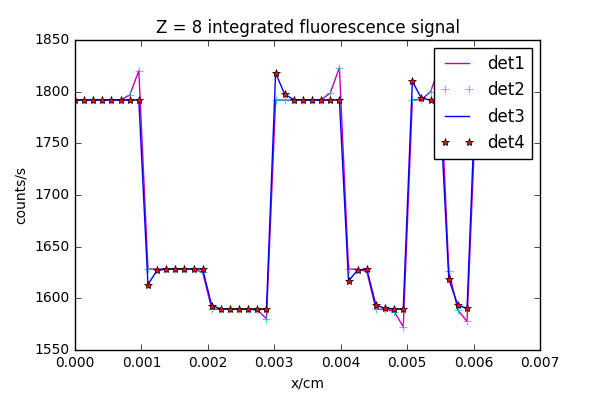 Z = 8 integrated fluorescence signal
1850
1800
1750
1700
1650
1600
1550
counts/s
det1
det2
det3
det4
0.000 0.001 0.002 0.003 0.004 0.005 0.006 0.007
x/cm